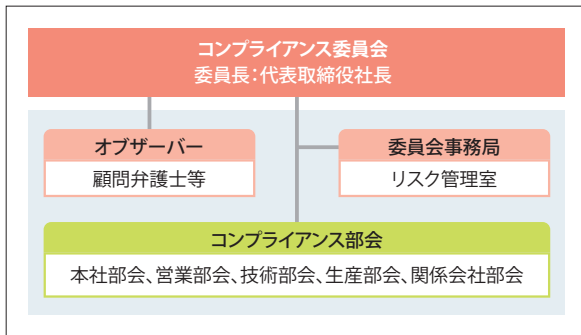 コンプライアンス委員会
委員長：代表取締役社長
オブザーバー
顧問弁護士等
委員会事務局
リスク管理室
コンプライアンス部会
本社部会、営業部会、技術部会、生産部会、関係会社部会